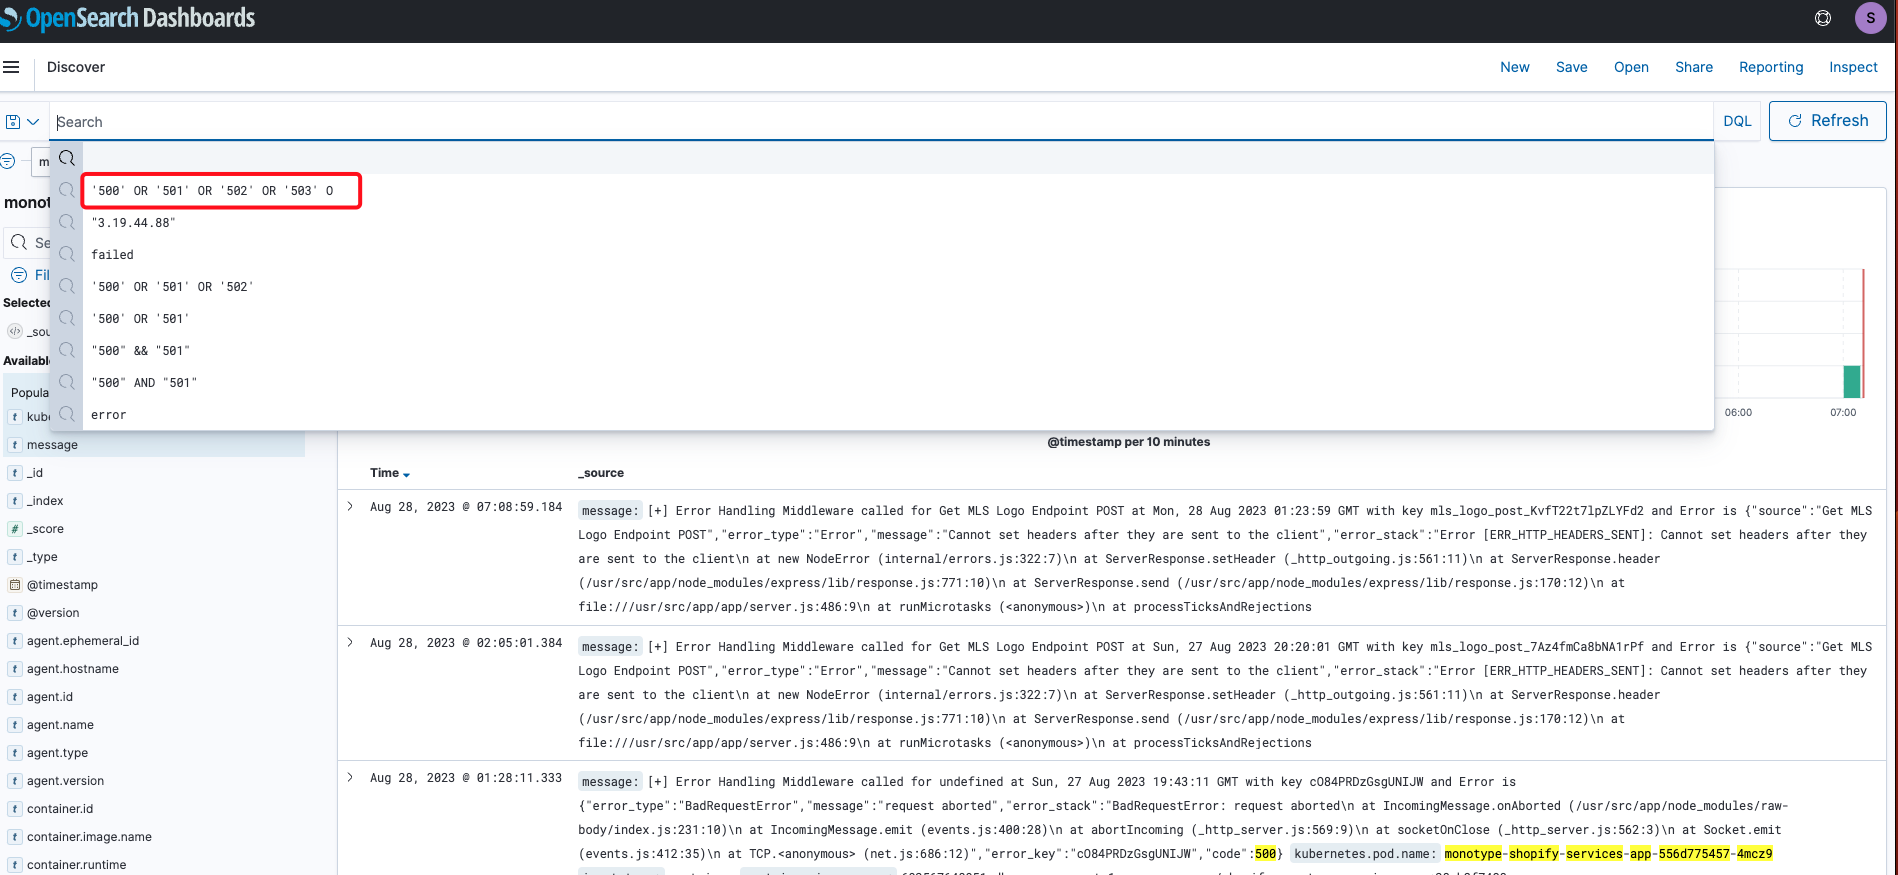 OpenSearch Dashboards
S
Discover
New Save Open Share Reporting Inspect
Search
DQL
Refresh
m
'500' OR '501' OR '502' OR '503' O
"3.19.44.88"
failed
'500' OR '501' OR '502'
'500' OR '501'
"500" && "501"
"500" AND "501"
error
monot
Se
Fil
Selected
_sou
Availabl
Popula
t kube
t message
t _id
t _index
# _score
t _type
@timestamp
t @version
t agent.ephemeral_id
t agent.hostname
t agent.id
t agent.name
t agent.type
t agent.version
t container.id
t container.image.name
t container.runtime
06:00 07:00
@timestamp per 10 minutes
Time _source
Aug 28, 2023 @ 07:08:59.184
message: [+] Error Handling Middleware called for Get MLS Logo Endpoint POST at Mon, 28 Aug 2023 01:23:59 GMT with key mls_logo_post_KvfT22t7lpZLYFd2 and Error is {"source":"Get MLS
Logo Endpoint POST","error_type":"Error","message":"Cannot set headers after they are sent to the client","error_stack":"Error [ERR_HTTP_HEADERS_SENT]: Cannot set headers after they
are sent to the client\n at new NodeError (internal/errors.js:322:7)\n at ServerResponse.setHeader (_http_outgoing.js:561:11)\n at ServerResponse.header
(/usr/src/app/node_modules/express/lib/response.js:771:10)\n at ServerResponse.send (/usr/src/app/node_modules/express/lib/response.js:170:12)\n at
file:///usr/src/app/app/server.js:486:9\n at runMicrotasks (<anonymous>)\n at processTicksAndRejections
Aug 28, 2023 @ 02:05:01.384
message: [+] Error Handling Middleware called for Get MLS Logo Endpoint POST at Sun, 27 Aug 2023 20:20:01 GMT with key mls_logo_post_7Az4fmCa8bNA1rPf and Error is {"source":"Get MLS
Logo Endpoint POST","error_type":"Error","message":"Cannot set headers after they are sent to the client","error_stack":"Error [ERR_HTTP_HEADERS_SENT]: Cannot set headers after they
are sent to the client\n at new NodeError (internal/errors.js:322:7)\n at ServerResponse.setHeader (_http_outgoing.js:561:11)\n at ServerResponse.header
(/usr/src/app/node_modules/express/lib/response.js:771:10)\n at ServerResponse.send (/usr/src/app/node_modules/express/lib/response.js:170:12)\n at
file:///usr/src/app/app/server.js:486:9\n at runMicrotasks (<anonymous>)\n at processTicksAndRejections
Aug 28, 2023 @ 01:28:11.333
message: [+] Error Handling Middleware called for undefined at Sun, 27 Aug 2023 19:43:11 GMT with key cO84PRDzGsgUNIJW and Error is
{"error_type":"BadRequestError","message":"request aborted","error_stack":"BadRequestError: request aborted\n at IncomingMessage.onAborted (/usr/src/app/node_modules/raw-
body/index.js:231:10)\n at IncomingMessage.emit (events.js:400:28)\n at abortIncoming (_http_server.js:569:9)\n at socketOnClose (_http_server.js:562:3)\n at Socket.emit
(events.js:412:35)\n at TCP.<anonymous> (net.js:686:12)","error_key":"cO84PRDzGsgUNIJW","code":500} kubernetes.pod.name: monotype-shopify-services-app-556d775457-4mcz9